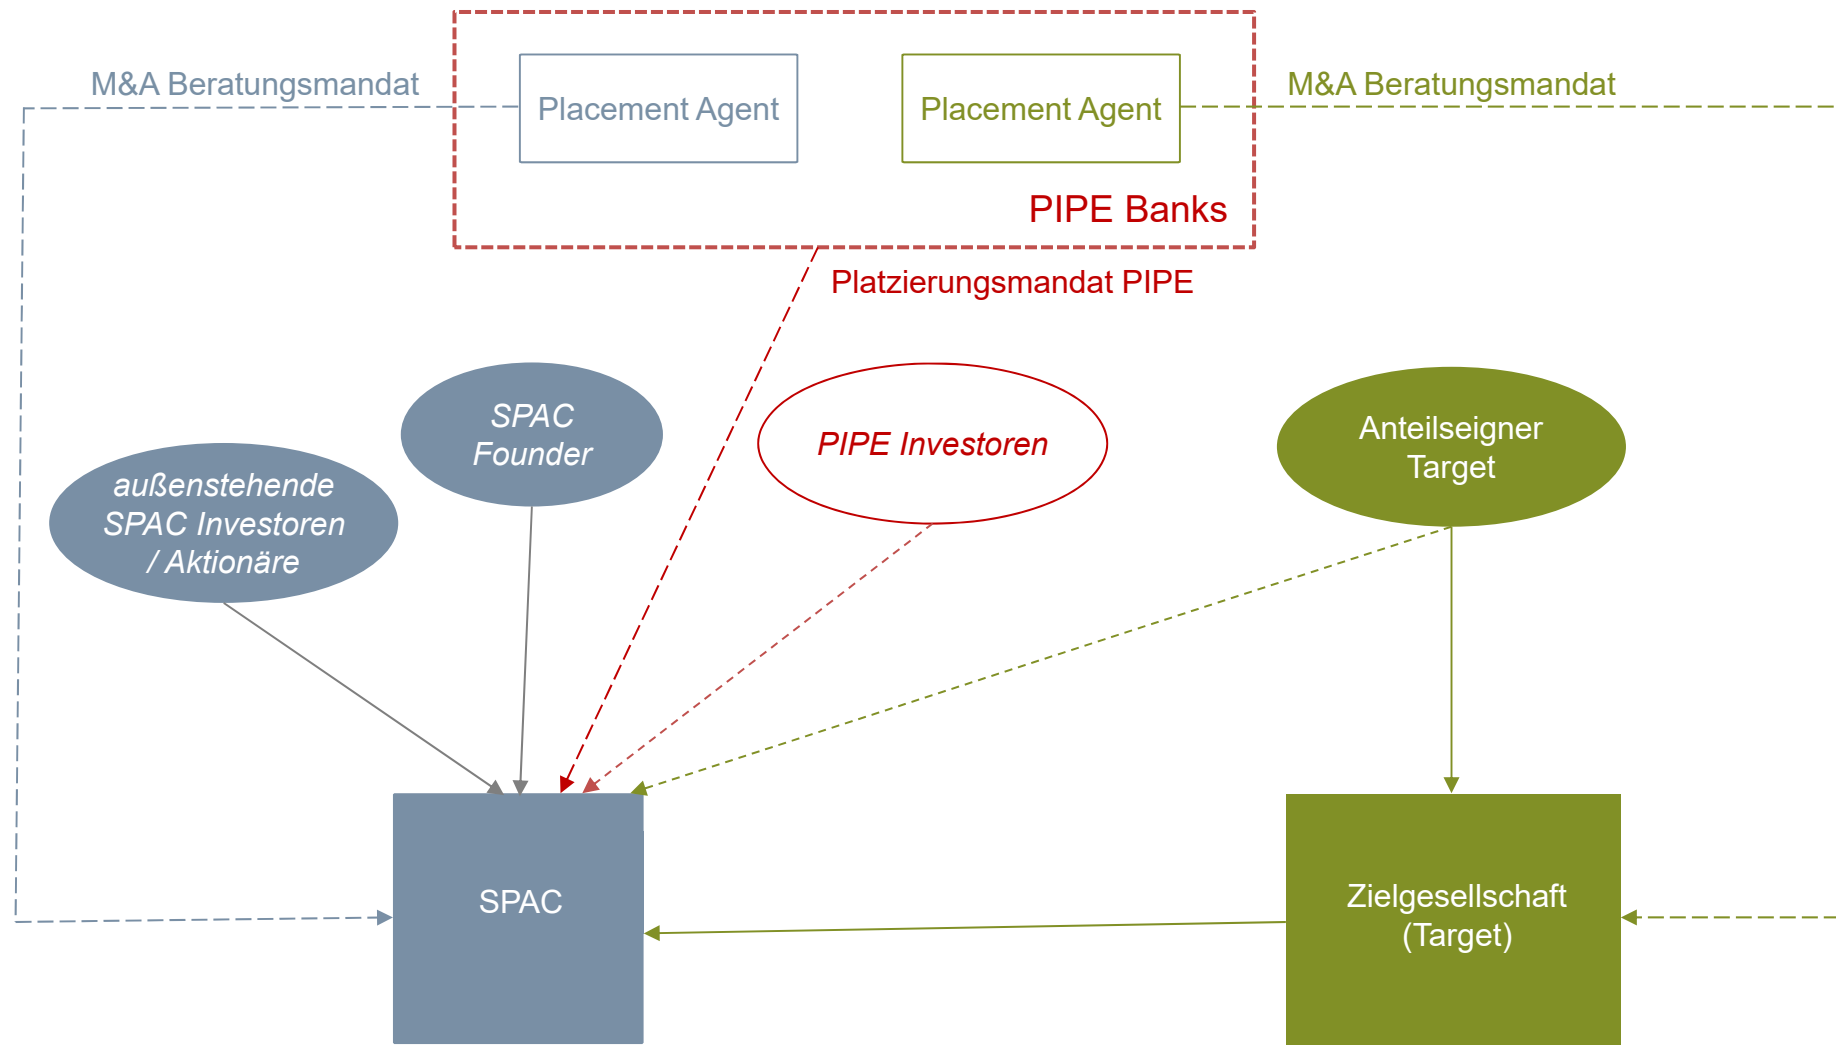 M&A Beratungsmandat
Placement Agent
Placement Agent
M&A Beratungsmandat
PIPE Banks
Platzierungsmandat PIPE
SPAC
Founder
PIPE Investoren
Anteilseigner
Target
außenstehende
SPAC Investoren
/ Aktionäre
SPAC
Zielgesellschaft
(Target)